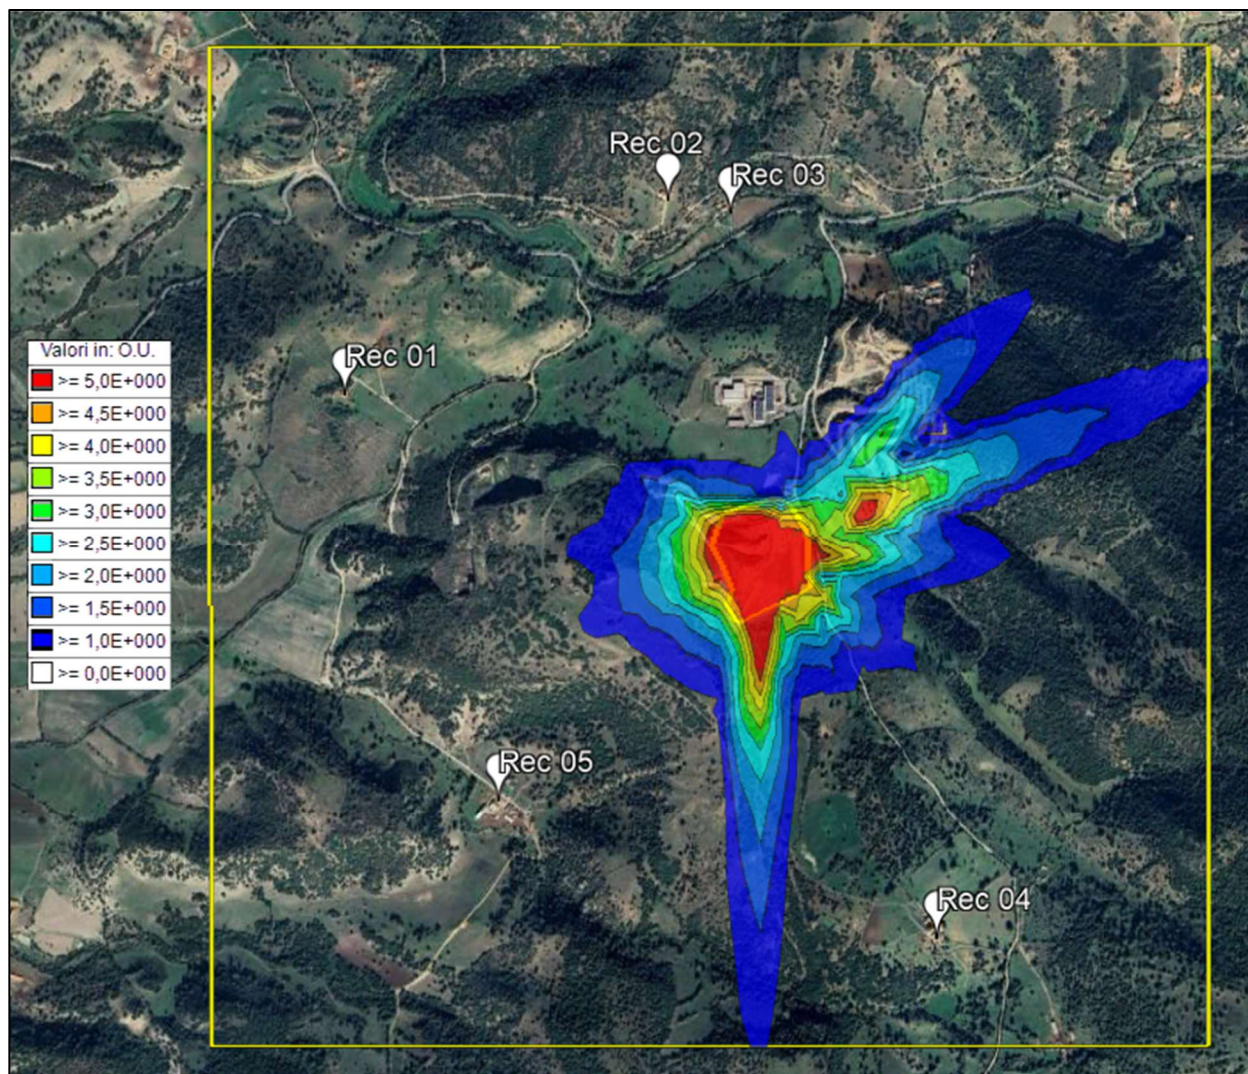 Rec 02
Rec 03
Rec 01
Valori in: O.U.
>= 5,0E+000
>= 4,5E+000
>= 4,0E+000
>= 3,5E+000
>= 3,0E+000
>= 2,5E+000
>= 2,0E+000
>= 1,5E+000
>= 1,0E+000
>= 0,0E+000
Rec 05
Rec 04